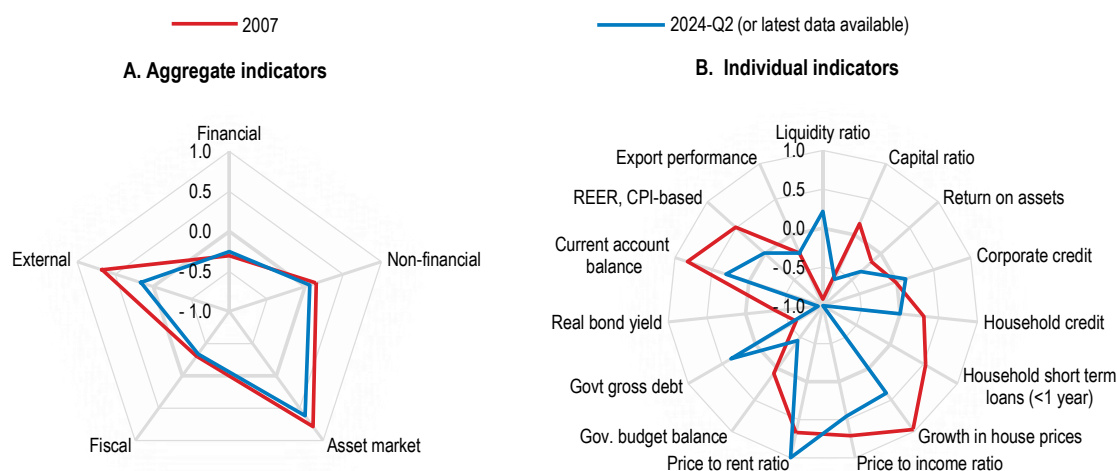 2007
2024-Q2 (or latest data available)
A. Aggregate indicators
Financial
1.0
0.5
0.0
- 0.5
- 1.0
External
Non-financial
Fiscal
Asset market
B. Individual indicators
Liquidity ratio
1.0
0.5
0.0
- 0.5
- 1.0
Export performance
Capital ratio
REER, CPI-based
Return on assets
Current account
balance
Corporate credit
Real bond yield
Household credit
Govt gross debt
Household short term
loans (<1 year)
Gov. budget balance
Growth in house prices
Price to rent ratio
Price to income ratio